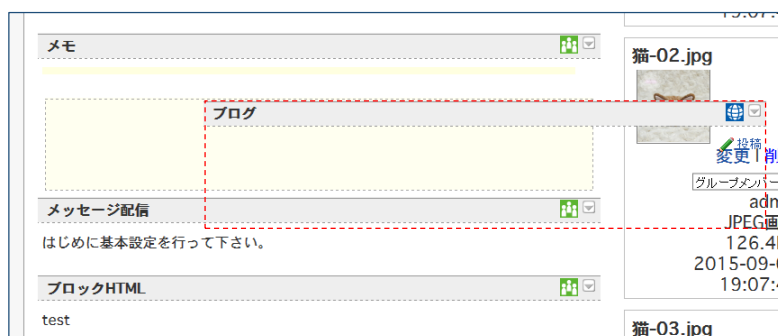 メモ
ブログ
投稿
メッセージ配信
はじめに基本設定を行って下さい。
ブロックHTML
test
猫-02.jpg
変更 | 削
グループメンバー
adm
JPEG画
126.4
2015-09-
19:07:
猫-03.jpg